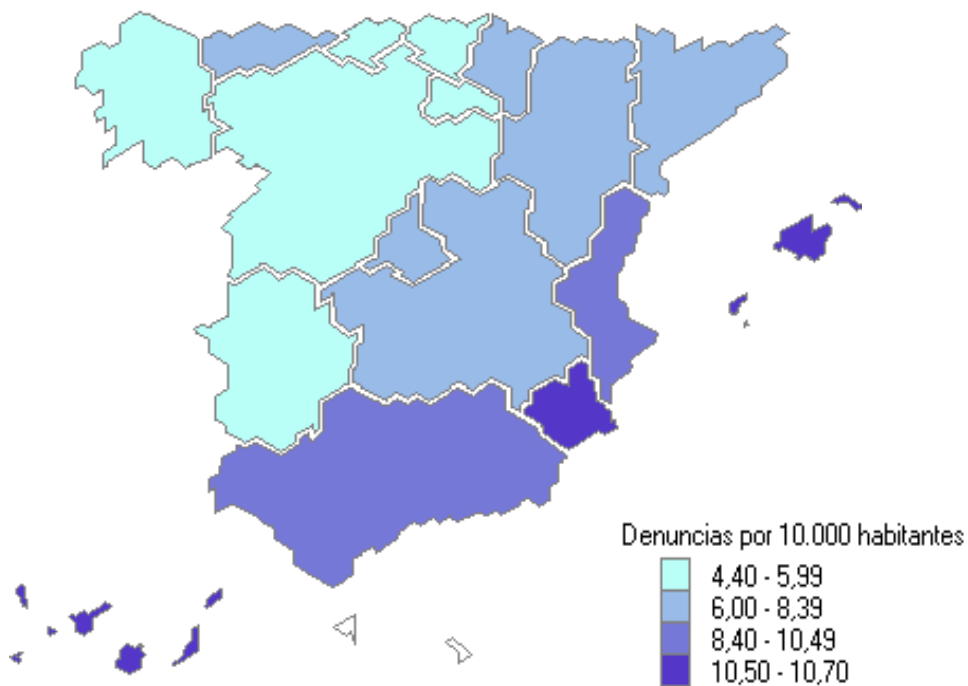 Denuncias por 10.000 habitantes
4,40 - 5,99
6,00 - 8,39
8,40 - 10,49
10,50 - 10,70